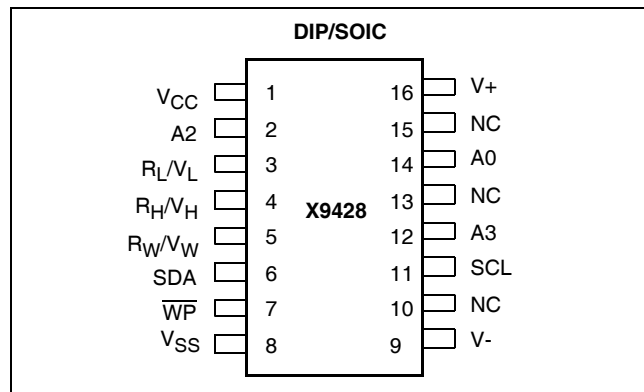 DIP/SOIC
VCC 1 16 V+
A2 2 15 NC
RL/VL 3 14 A0
RH/VH 4 X9428 13 NC
RW/VW 5 12 A3
SDA 6 11 SCL
WP 7 10 NC
VSS 8 9 V-